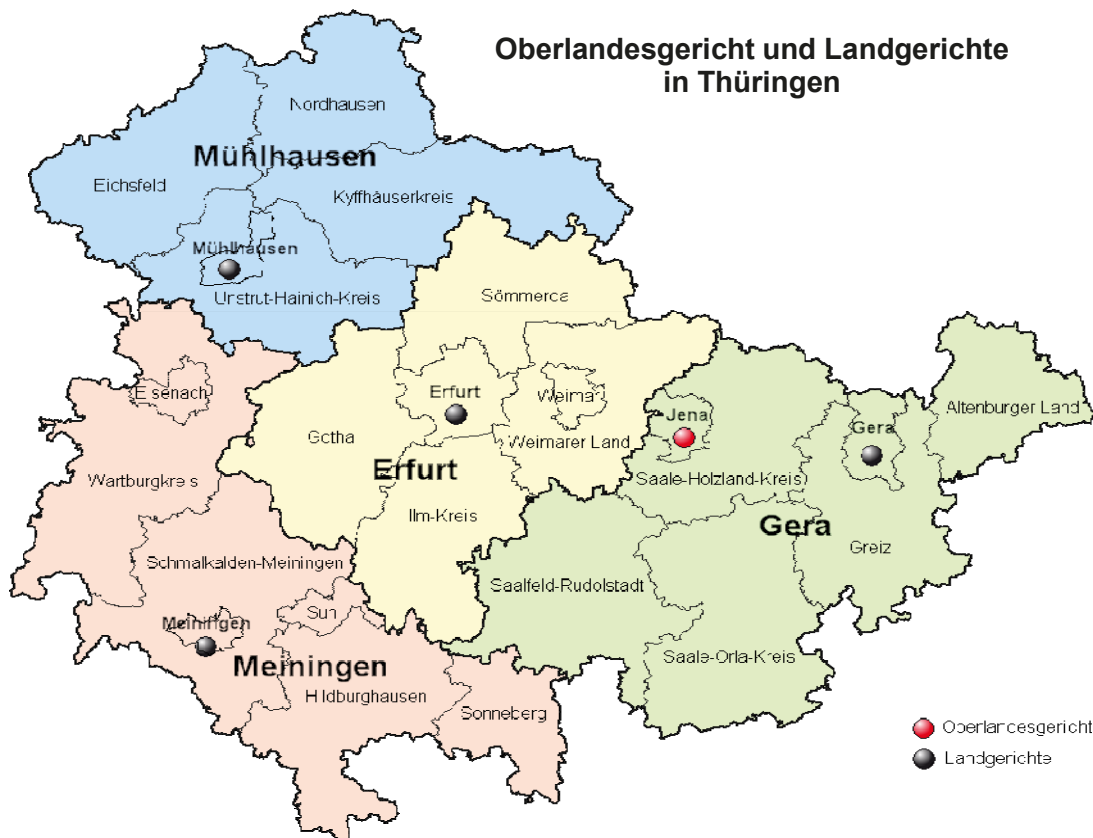 Oberlandesgericht und Landgerichte
in Thüringen
Nordhausen
Mühlhausen
Eichsfeld
Kyffhäuserkreis
Mühlhausen
Unstrut-Hainich-Kreis
Sömmerca
Eisenach
Erfurt
Weimar
Jena
Gera
Altenburger Land
Gotha
Weimarer Land
Erfurt
Wartburgkreis
Saale-Holzland-Kreis
Ilm-Kreis
Gera
Greiz
Schmalkalden-Meiningen
Saalfeld-Rudolstadt
Suhl
Meiningen
Meiningen
Saale-Orla-Kreis
Hildburghausen
Sonneberg
Oberlancesgericht
Landgerichte